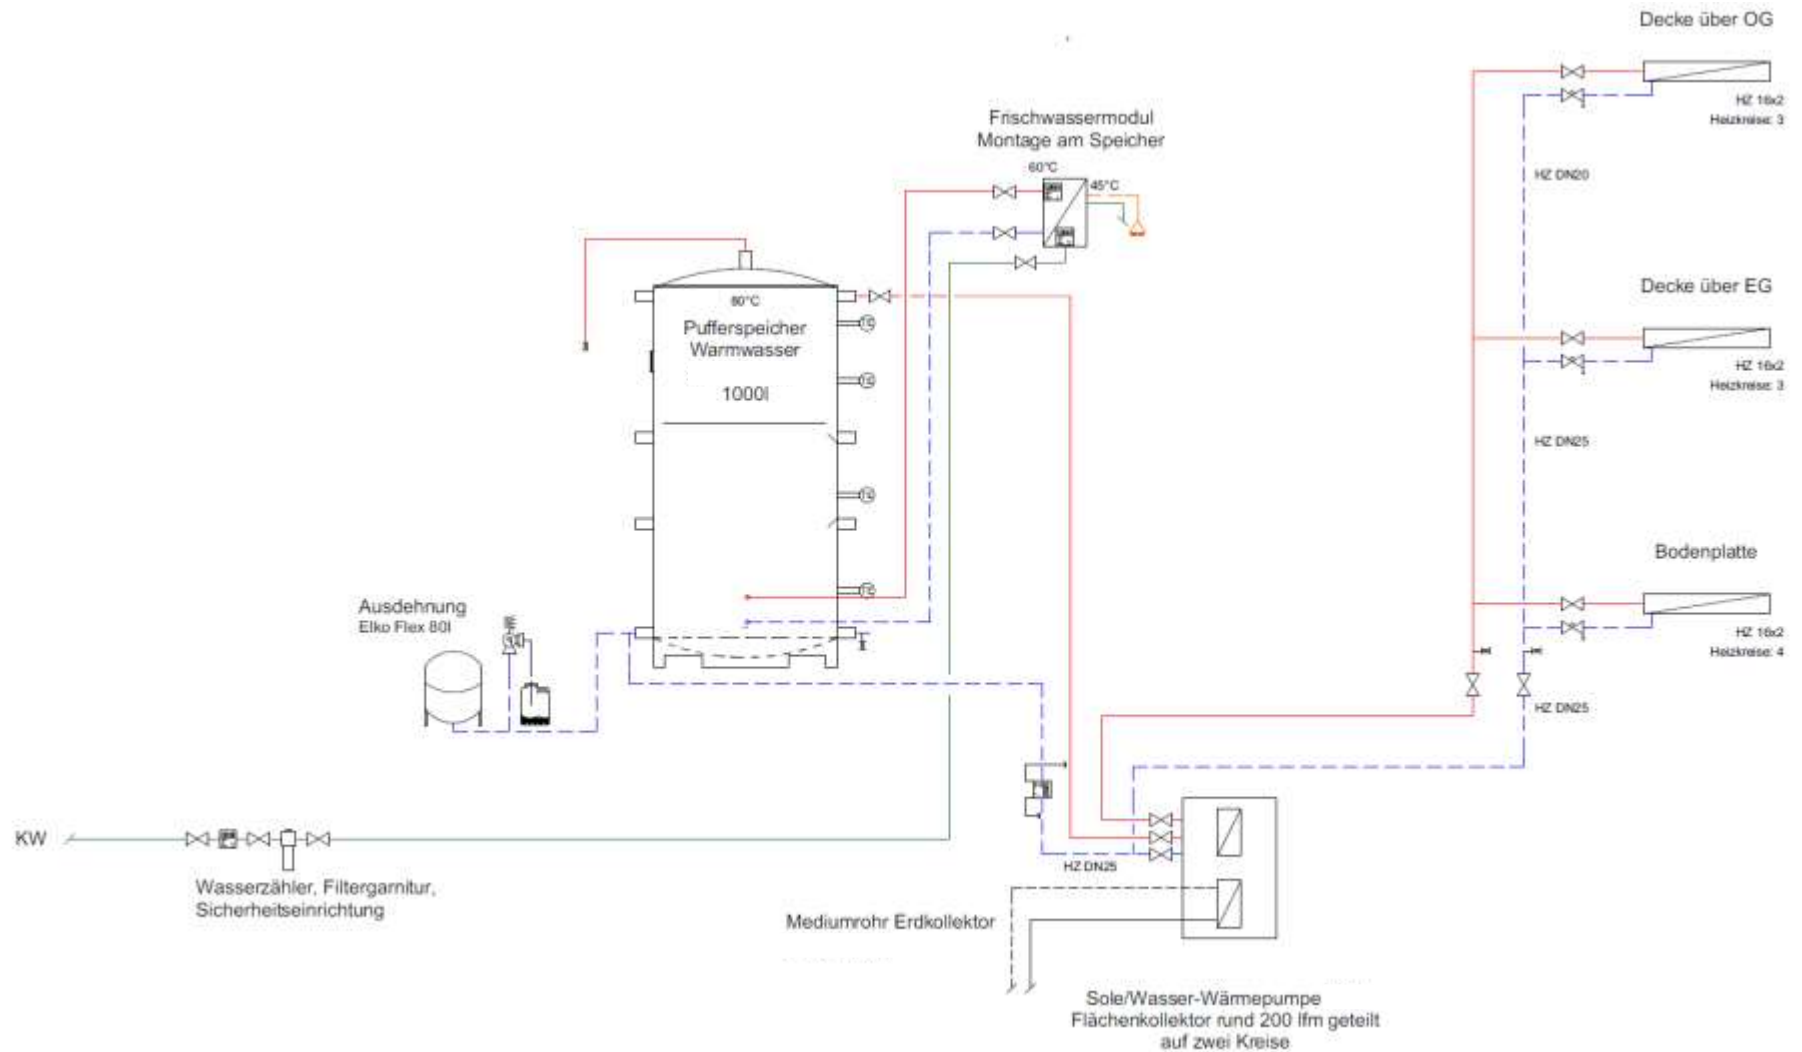 Decke über OG
HZ 16x2
Heizkreise: 3
HZ DN20
Frischwassermodul
Montage am Speicher
60°C
45°C
Decke über EG
HZ 16x2
Heizkreise: 3
HZ DN25
Pufferspeicher
Warmwasser
1000l
Bodenplatte
HZ 16x2
Heizkreise: 4
HZ DN25
Ausdehnung
Elko Flex 80l
KW
Wasserzähler, Filtergarnitur,
Sicherheitseinrichtung
HZ DN25
Mediumrohr Erdkollektor
Sole/Wasser-Wärmepumpe
Flächenkollektor rund 200 lfm geteilt
auf zwei Kreise